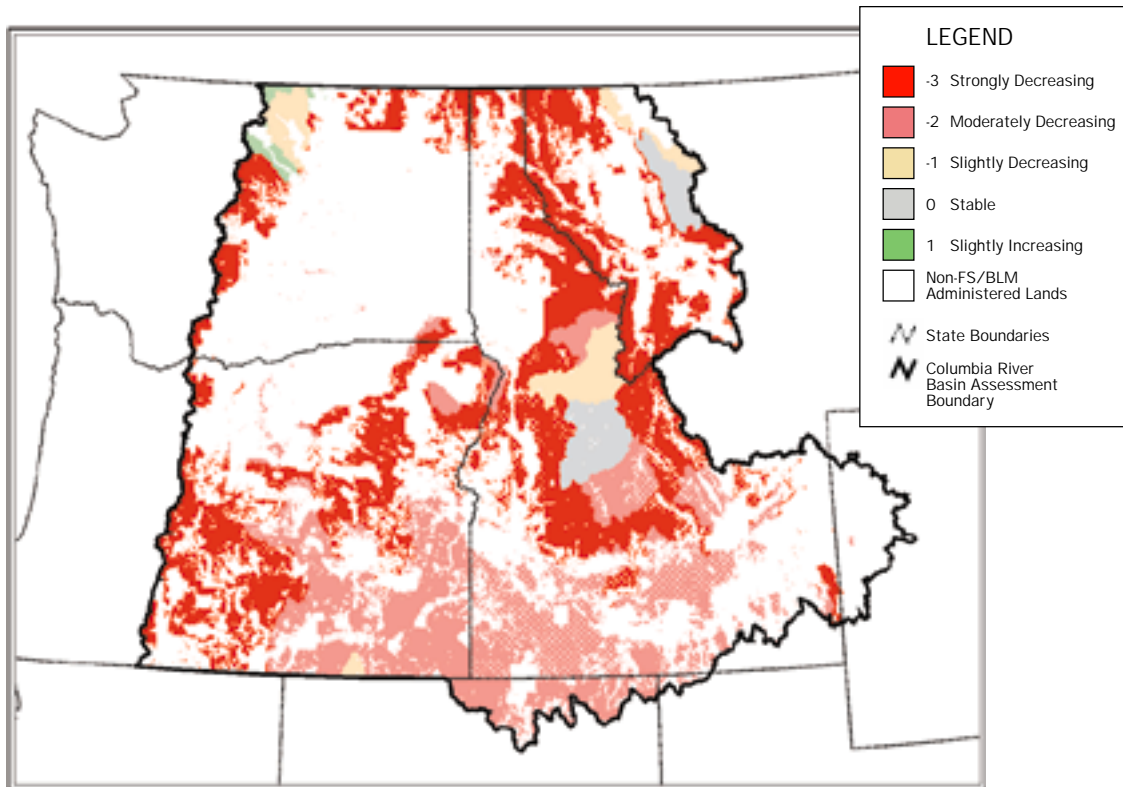 LEGEND
-3 Strongly Decreasing
-2 Moderately Decreasing
-1 Slightly Decreasing
0 Stable
1 Slightly Increasing
Non-FS/BLM
Administered Lands
State Boundaries
Columbia River
Basin Assessment
Boundary